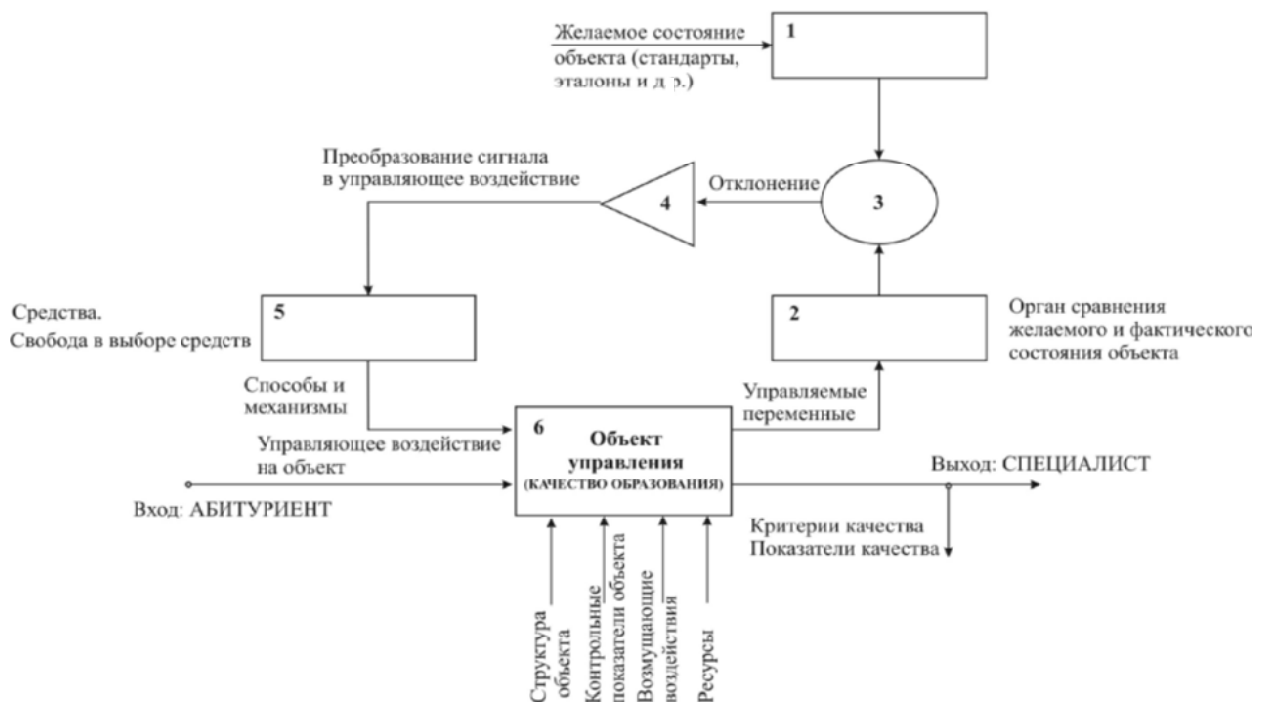 Желаемое состояние
объекта (стандарты,
эталоны и др.)
1
Преобразование сигнала
в управляющее воздействие
4
Отклонение
3
Средства.
Свобода в выборе средств
5
2
Орган сравнения
желаемого и фактического
состояния объекта
Способы и
механизмы
Управляемые
переменные
Управляющее воздействие
на объект
6
Объект
управления
(КАЧЕСТВО ОБРАЗОВАНИЯ)
Вход: АБИТУРИЕНТ
Выход: СПЕЦИАЛИСТ
Критерии качества
Показатели качества
Структура
объекта
Контрольные
показатели объекта
Возмущающие
воздействия
Ресурсы